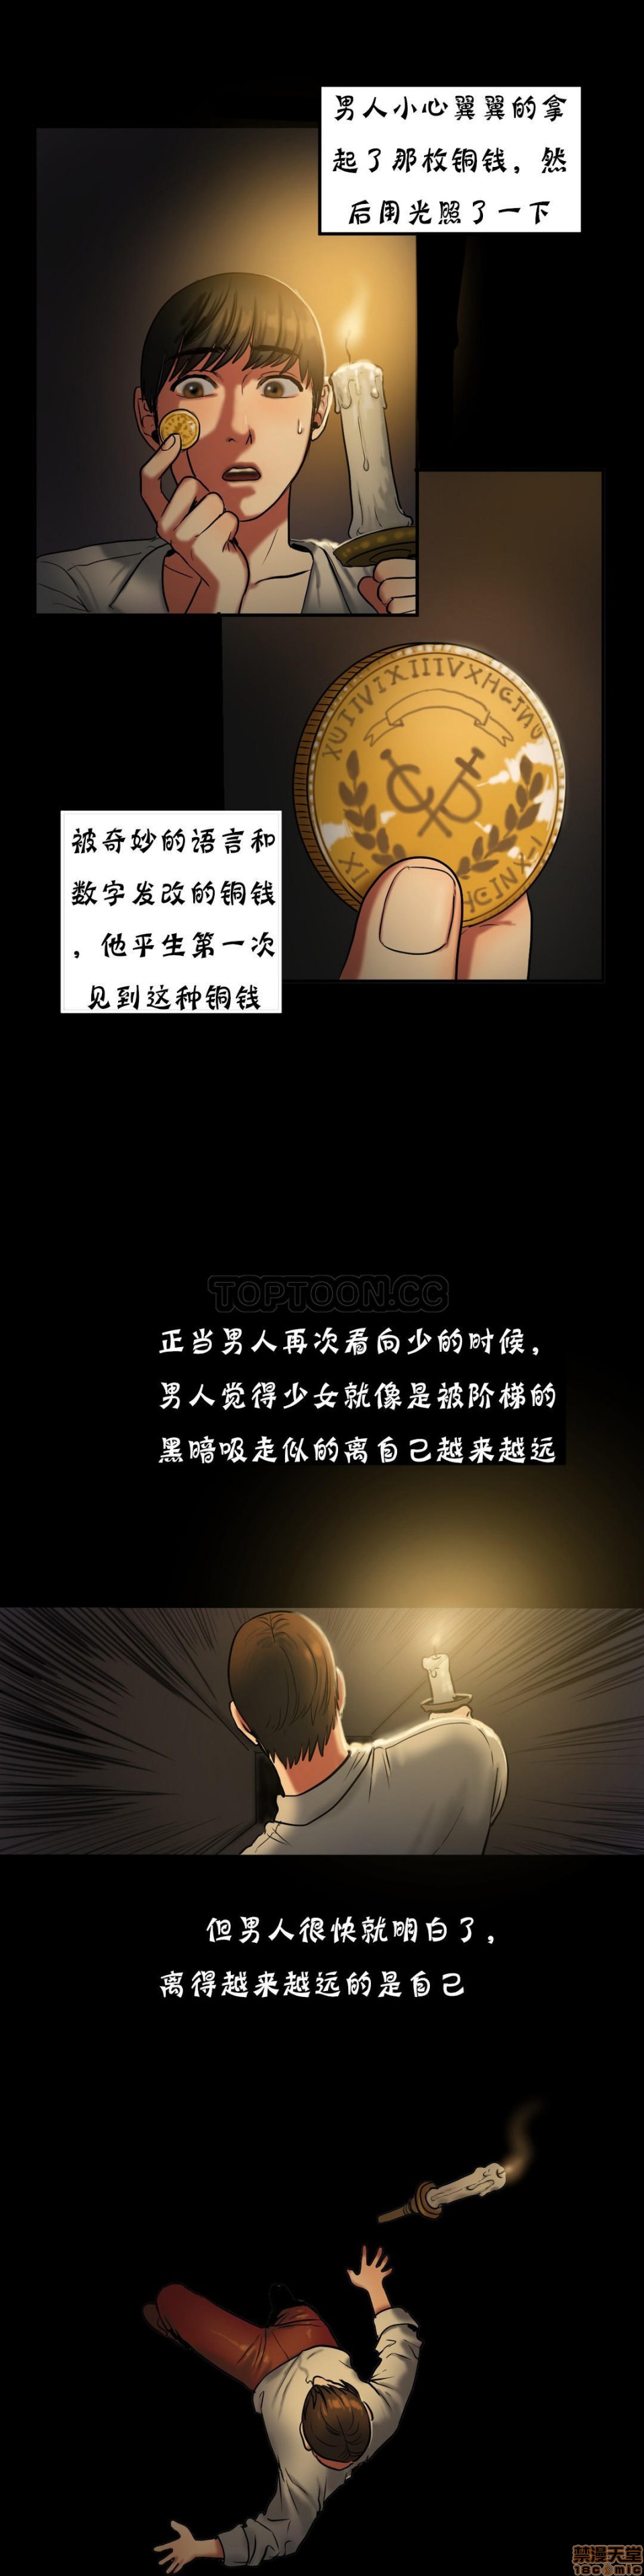 男人小心翼翼的拿
起了那枚铜钱，然
后用光照了一下
被奇妙的语言和
数字发改的铜钱
，他平生第一次
见到这种铜钱
TOPTOON.CC
正当男人再次看向少的时候，
男人觉得少女就像是被阶梯的
黑暗吸走似的离自己越来越远
但男人很快就明白了，
离得越来越远的是自己
禁漫天堂
18COMIC